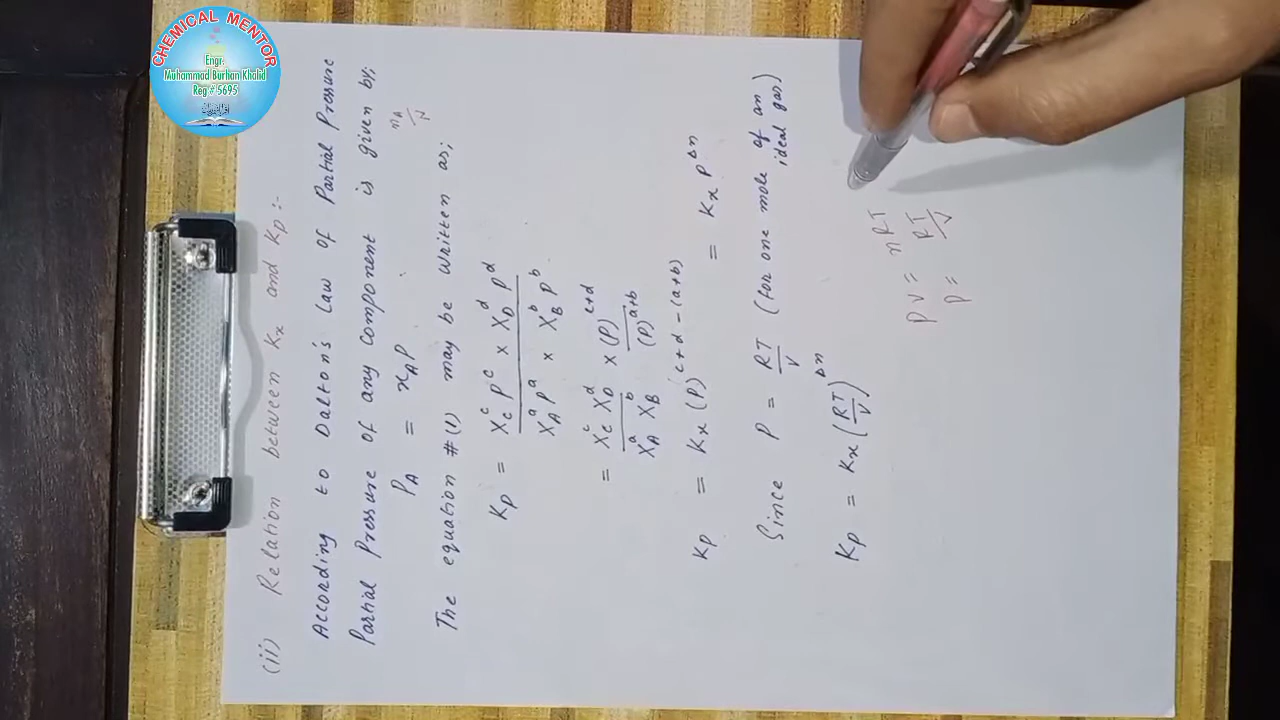 CHEMICAL MENTOR
Engr.
Muhammad Burhan Khalid
Reg # 5695
(ii) Relation between Kx and Kp :-
According to Dalton's Law of Partial Pressure
Partial Pressure of any component is given by;
PA = xAP nA/N
The equation #(1) may be written as;
Kp = Xc^c P^c × XD^d P^d / XA^a P^a × XB^b P^b
= Xc^c XD^d / XA^a XB^b × (P)^c+d / (P)^a+b
Kp = Kx (P)^c+d-(a+b) = Kx P^Δn
Since P = RT/V (for one mole of an ideal gas)
Kp = Kx (RT/V)^Δn
PV = nRT
P = RT/V